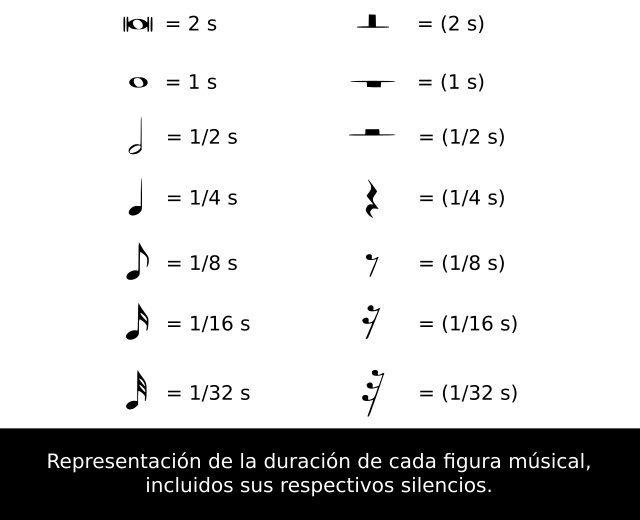 = 2 s = (2 s)
= 1 s = (1 s)
= 1/2 s = (1/2 s)
= 1/4 s = (1/4 s)
= 1/8 s = (1/8 s)
= 1/16 s = (1/16 s)
= 1/32 s = (1/32 s)
Representación de la duración de cada figura músical,
incluidos sus respectivos silencios.